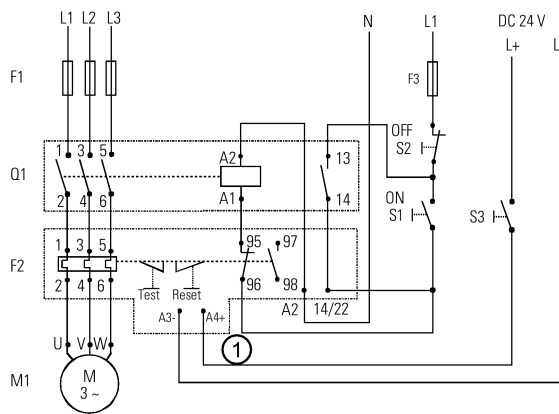 L1 L2 L3 N L1 DC 24 V
L+ L
F1 F3
OFF
S2
1 3 5 A2 13
Q1
2 4 6 A1 14
ON
S1 S3
1 3 5 95 97
F2
2 4 6 Test Reset 96 98
A3- A4+ A2 14/22
U V W 1
M1 M
3 ~